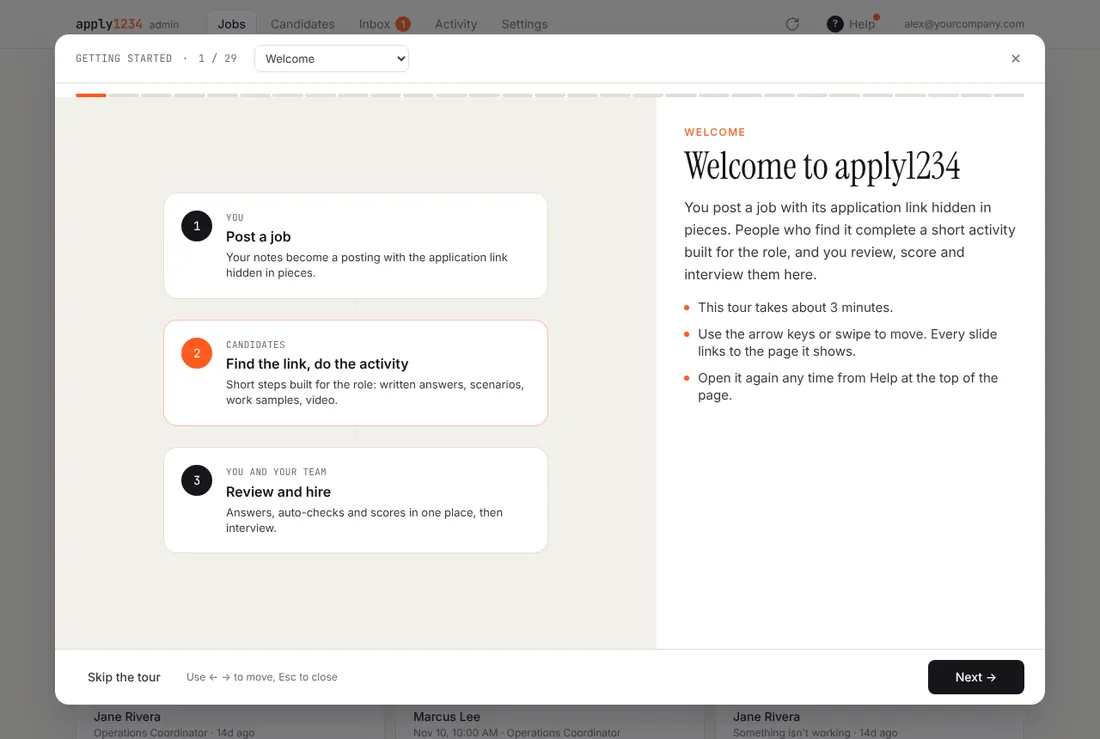 apply1234 admin Jobs Candidates Inbox 1 Activity Settings ? Help alex@yourcompany.com
GETTING STARTED · 1 / 29 Welcome ×
1
YOU
Post a job
Your notes become a posting with the application link
hidden in pieces.
2
CANDIDATES
Find the link, do the activity
Short steps built for the role: written answers, scenarios,
work samples, video.
3
YOU AND YOUR TEAM
Review and hire
Answers, auto-checks and scores in one place, then
interview.
WELCOME
Welcome to apply1234
You post a job with its application link hidden in
pieces. People who find it complete a short activity
built for the role, and you review, score and
interview them here.
• This tour takes about 3 minutes.
• Use the arrow keys or swipe to move. Every slide
links to the page it shows.
• Open it again any time from Help at the top of the
page.
Skip the tour Use ← → to move, Esc to close Next →
Jane Rivera Marcus Lee Jane Rivera
Operations Coordinator · 14d ago Nov 10, 10:00 AM · Operations Coordinator Something isn't working · 14d ago